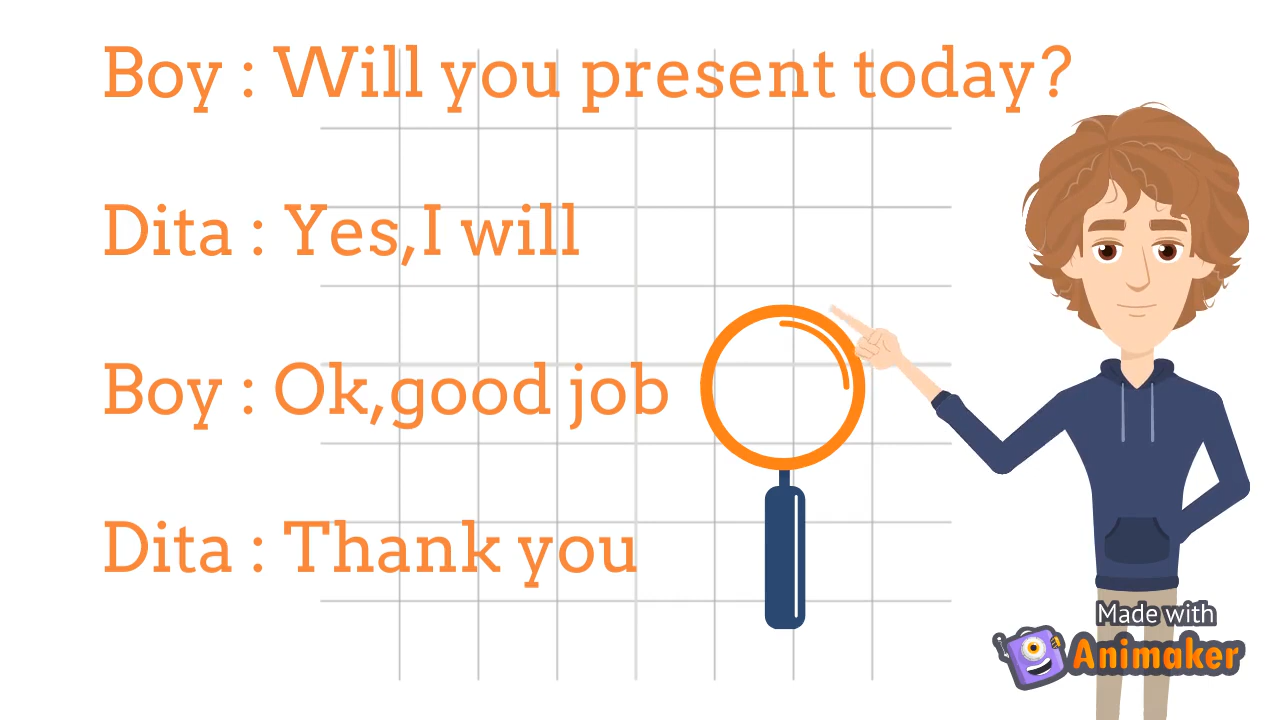 Boy : Will you present today?
Dita : Yes,I will
Boy : Ok,good job
Dita : Thank you
Made with
Animaker